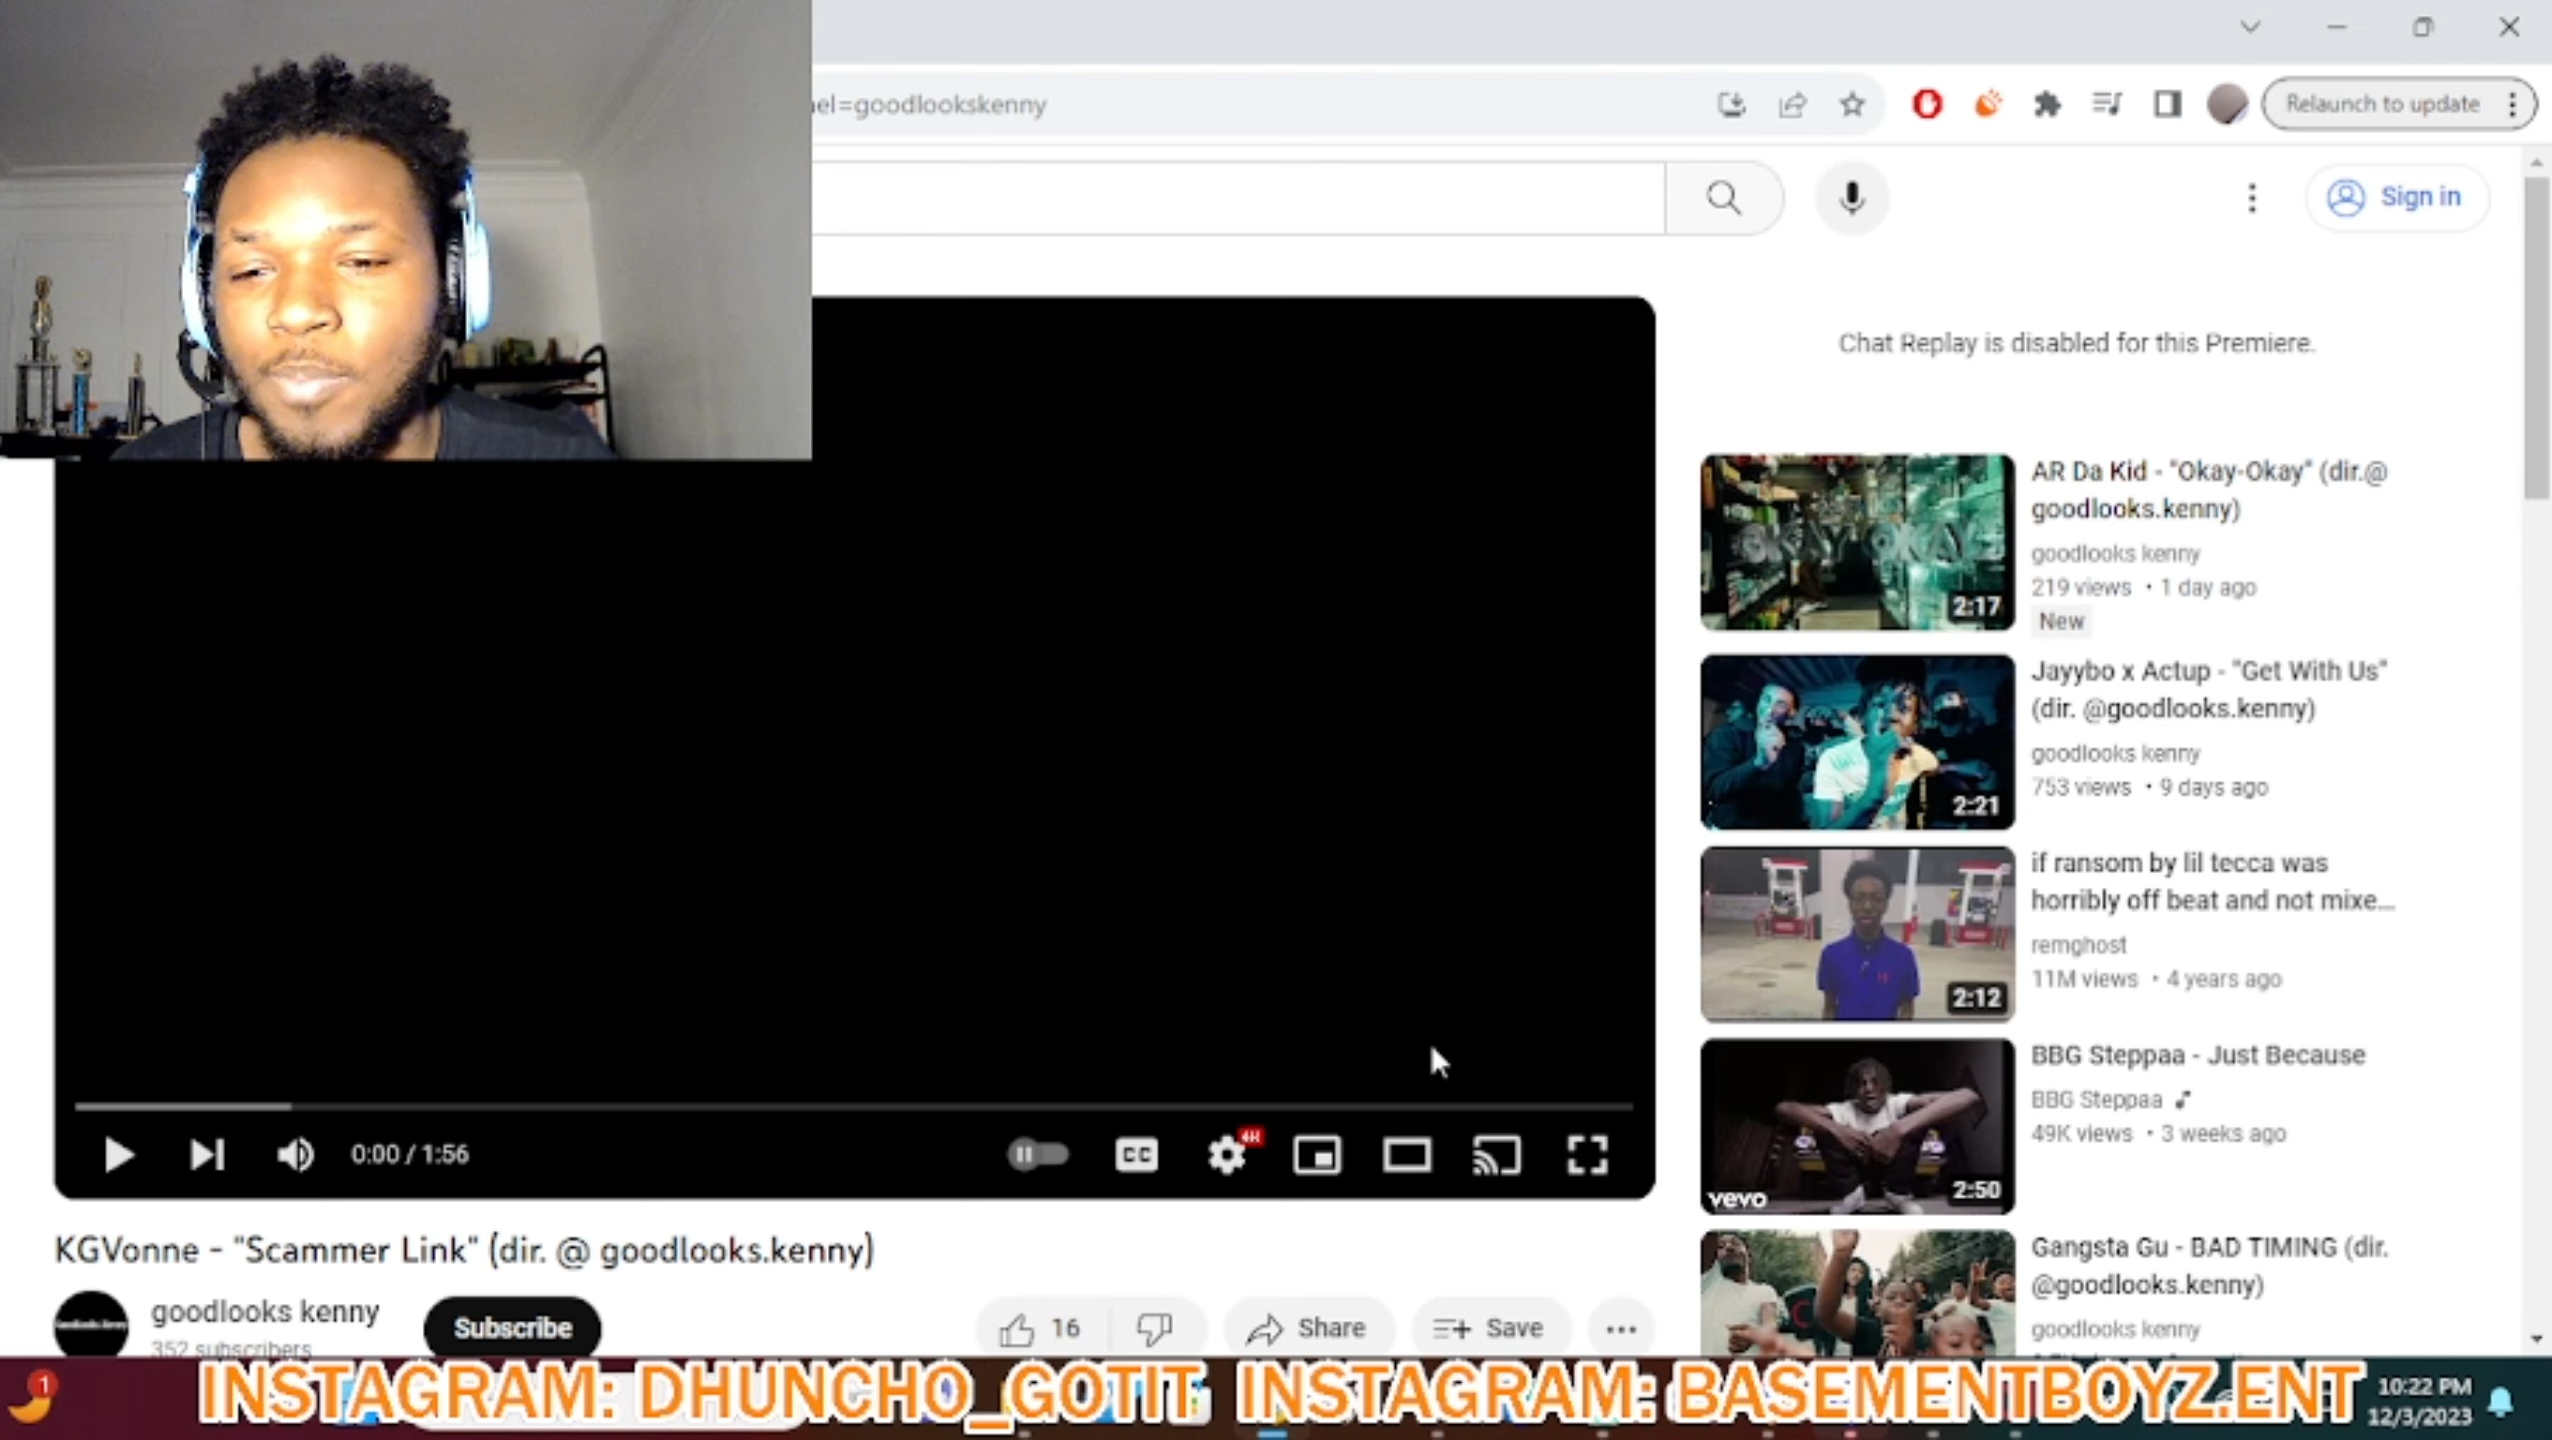 el=goodlookskenny
Relaunch to update
Sign in
Chat Replay is disabled for this Premiere.
AR Da Kid - "Okay-Okay" (dir.@
goodlooks.kenny)
goodlooks kenny
219 views • 1 day ago
New
2:17
Jayybo x Actup - "Get With Us"
(dir. @goodlooks.kenny)
goodlooks kenny
753 views • 9 days ago
2:21
if ransom by lil tecca was
horribly off beat and not mixe...
remghost
11M views • 4 years ago
2:12
BBG Steppaa - Just Because
BBG Steppaa
49K views • 3 weeks ago
vevo
2:50
Gangsta Gu - BAD TIMING (dir.
@goodlooks.kenny)
goodlooks kenny
0:00 / 1:56
CC
4K
KGVonne - "Scammer Link" (dir. @ goodlooks.kenny)
goodlooks kenny
352 subscribers
Subscribe
16
Share
Save
1
INSTAGRAM: DHUNCHO_GOTIT INSTAGRAM: BASEMENTBOYZ.ENT
10:22 PM
12/3/2023